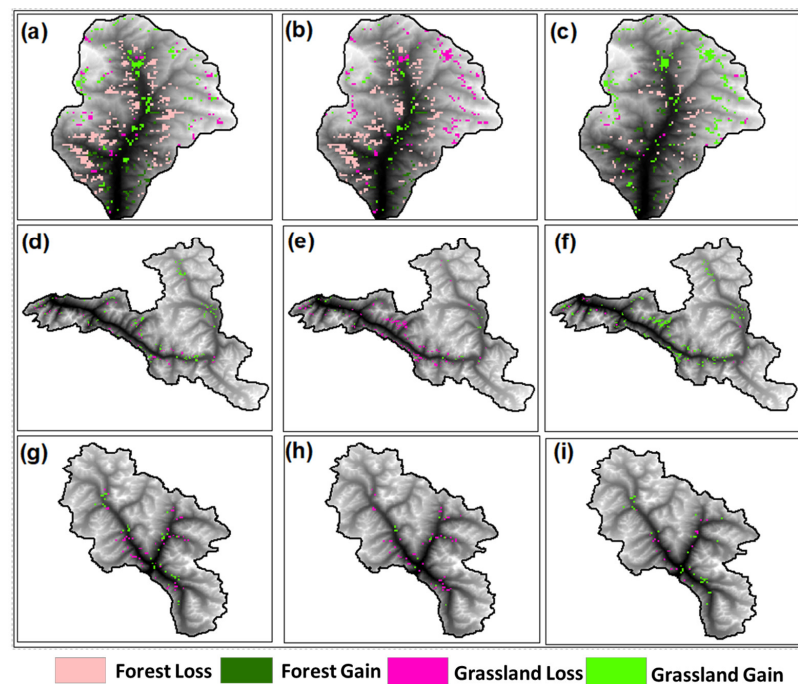 (a) (b) (c)
(d) (e) (f)
(g) (h) (i)
Forest Loss Forest Gain Grassland Loss Grassland Gain